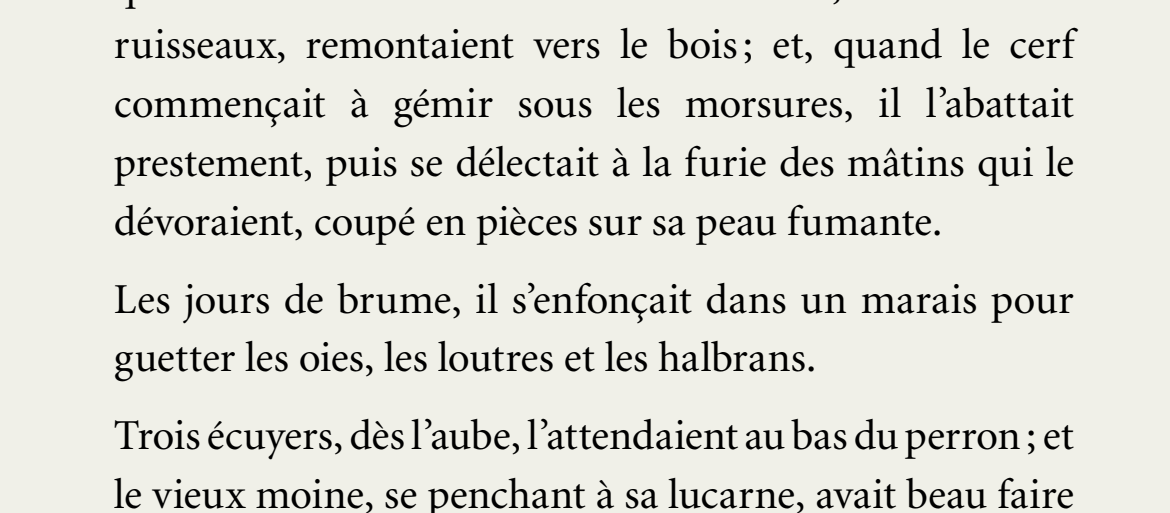 ruisseaux, remontaient vers le bois ; et, quand le cerf
commençait à gémir sous les morsures, il l’abattait
prestement, puis se délectait à la furie des mâtins qui le
dévoraient, coupé en pièces sur sa peau fumante.
Les jours de brume, il s’enfonçait dans un marais pour
guetter les oies, les loutres et les halbrans.
Trois écuyers, dès l’aube, l’attendaient au bas du perron ; et
le vieux moine, se penchant à sa lucarne, avait beau faire